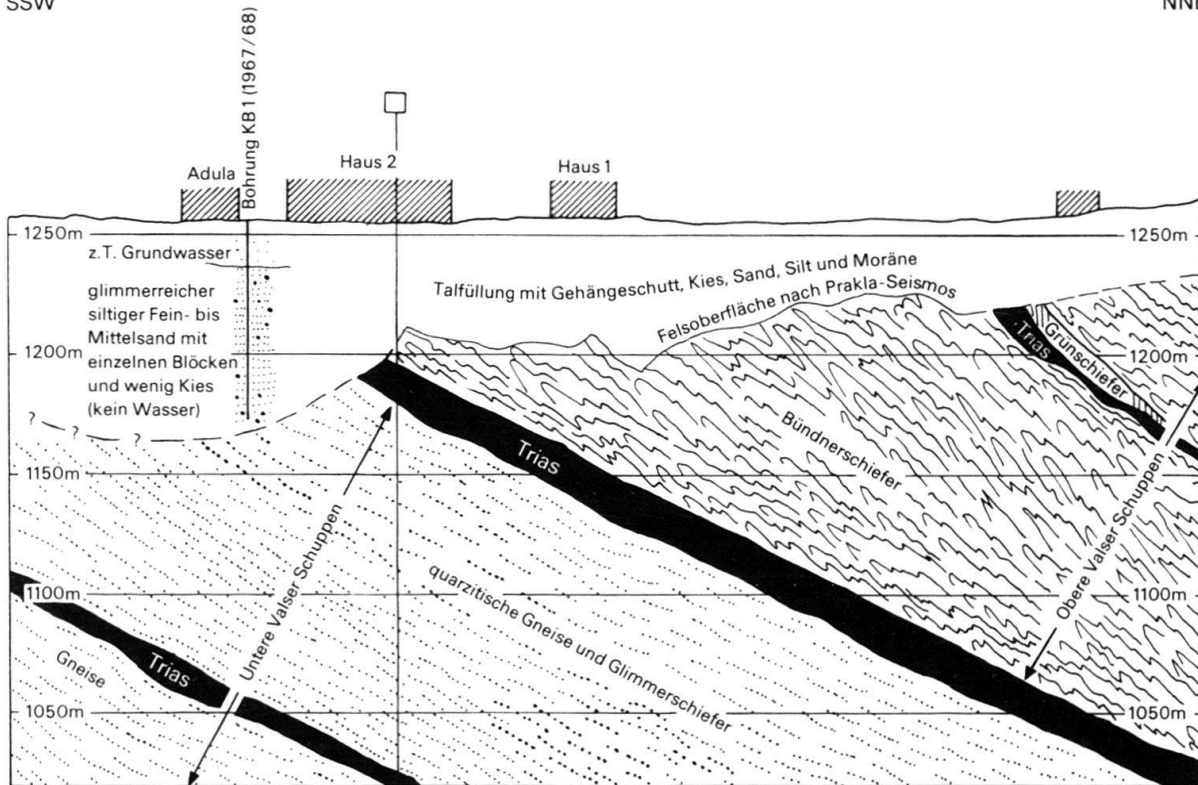 SSW
NNE
Bohrung KB1 (1967/68)
Adula
Haus 2
Haus 1
1250m
1250m
z.T. Grundwasser
glimmerreicher
siltiger Fein- bis
Mittelsand mit
einzelnen Blöcken
und wenig Kies
(kein Wasser)
Talfüllung mit Gehängeschutt, Kies, Sand, Silt und Moräne
Felsoberfläche nach Prakla-Seismos
1200m
1200m
Trias
Grünschiefer
? ? ?
Bündnerschiefer
Trias
1150m
1150m
Untere Valser Schuppen
Obere Valser Schuppen
quarzitische Gneise und Glimmerschiefer
1100m
1100m
Gneise
Trias
1050m
1050m